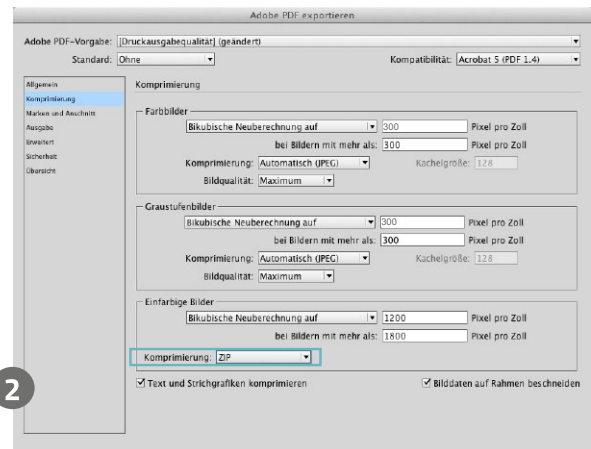 Adobe PDF exportieren
Adobe PDF-Vorgabe: [Druckausgabequalität] (geändert)
Standard: Ohne Kompatibilität: Acrobat 5 (PDF 1.4)
Allgemein
Komprimierung
Marken und Anschnitt
Ausgabe
Erweitert
Sicherheit
Übersicht
Komprimierung
Farbbilder
Bikubische Neuberechnung auf 300 Pixel pro Zoll
bei Bildern mit mehr als: 300 Pixel pro Zoll
Komprimierung: Automatisch (JPEG) Kachelgröße: 128
Bildqualität: Maximum
Graustufenbilder
Bikubische Neuberechnung auf 300 Pixel pro Zoll
bei Bildern mit mehr als: 300 Pixel pro Zoll
Komprimierung: Automatisch (JPEG) Kachelgröße: 128
Bildqualität: Maximum
Einfarbige Bilder
Bikubische Neuberechnung auf 1200 Pixel pro Zoll
bei Bildern mit mehr als: 1800 Pixel pro Zoll
Komprimierung: ZIP
Text und Strichgrafiken komprimieren Bilddaten auf Rahmen beschneiden
2